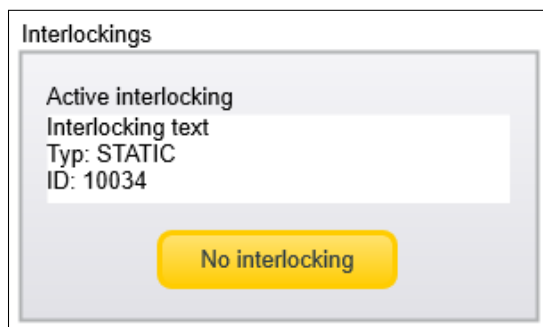 Interlockings
Active interlocking
Interlocking text
Typ: STATIC
ID: 10034
No interlocking